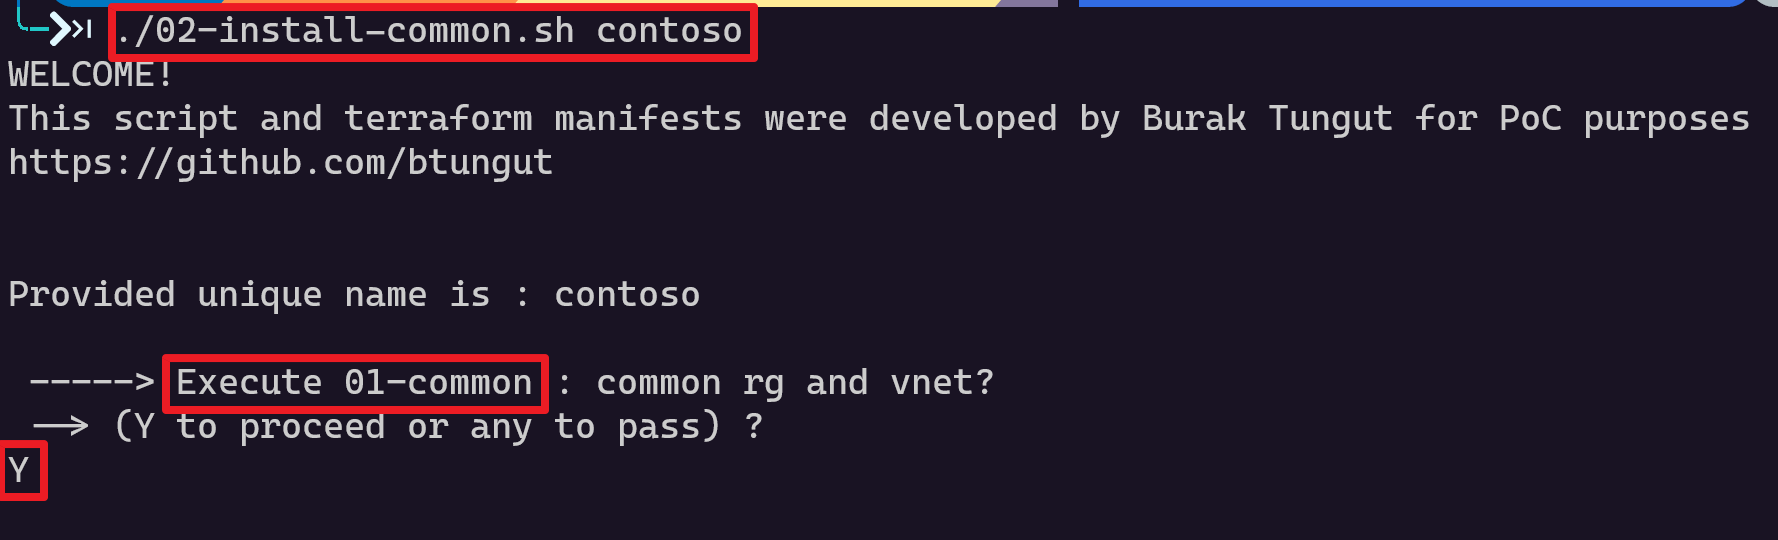 ./02-install-common.sh contoso
WELCOME!
This script and terraform manifests were developed by Burak Tungut for PoC purposes
https://github.com/btungut
Provided unique name is : contoso
-----> Execute 01-common : common rg and vnet?
--> (Y to proceed or any to pass) ?
Y